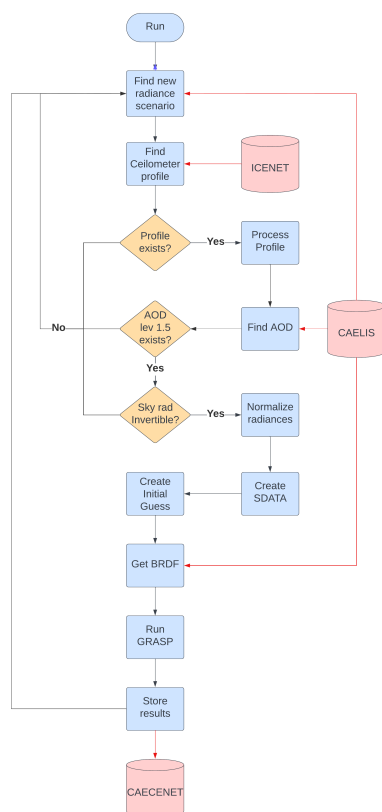 Run
Find new
radiance
scenario
Find
Ceilometer
profile
ICENET
Profile
exists?
Yes
Process
Profile
No
AOD
lev 1.5
exists?
Find AOD
CAELIS
Yes
Sky rad
Invertible?
Yes
Normalize
radiances
Create
Initial
Guess
Create
SDATA
Get BRDF
Run
GRASP
Store
results
CAECENET